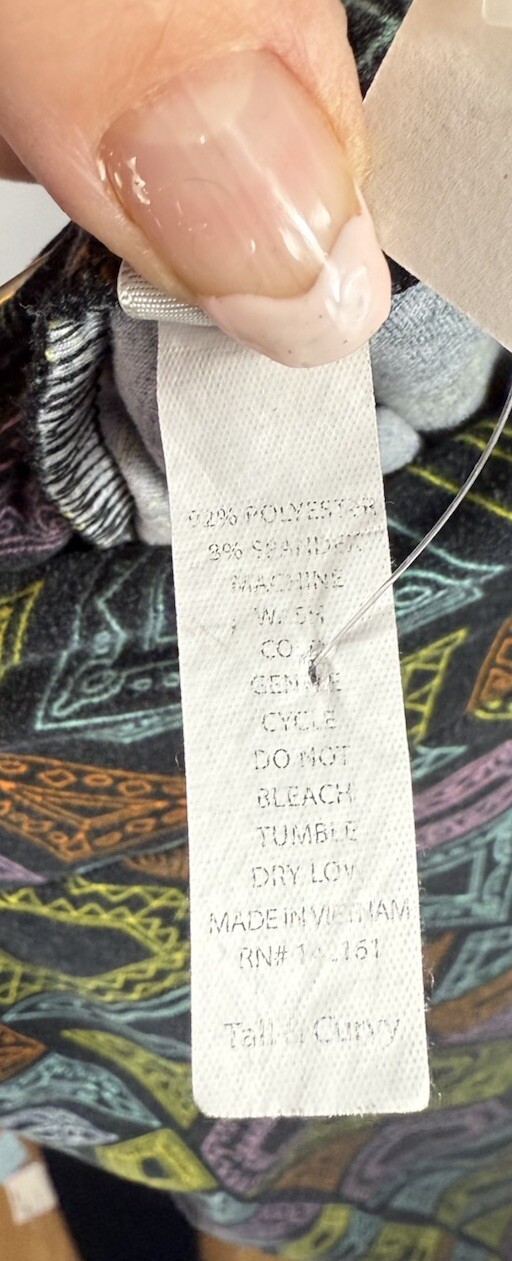 92% POLYESTER
8% SPANDEX
MACHINE
WASH
COLD
GENTLE
CYCLE
DO NOT
BLEACH
TUMBLE
DRY LOW
MADE IN VIETNAM
RN#
Tall & Curvy